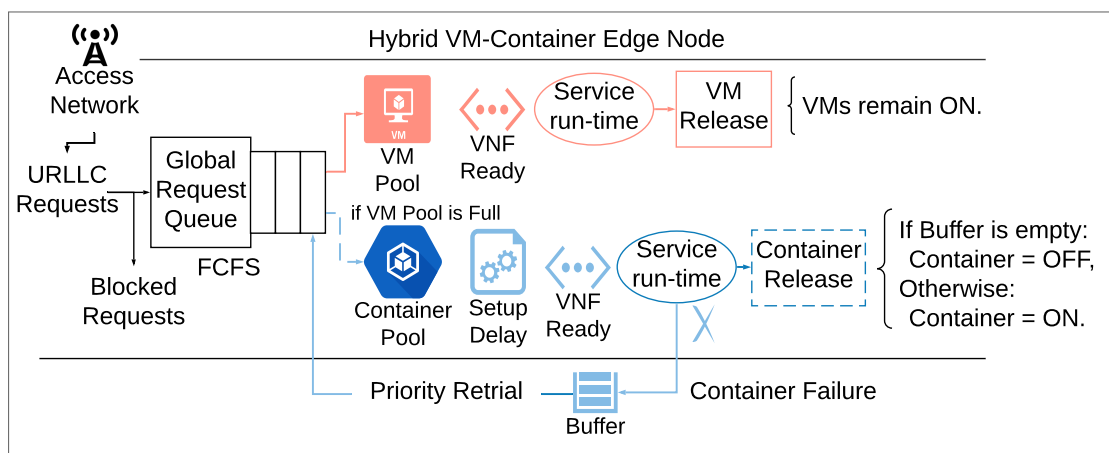 Hybrid VM-Container Edge Node
Access
Network
URLLC
Requests
Blocked
Requests
Global
Request
Queue
FCFS
VM
VM
Pool
VNF
Ready
Service
run-time
VM
Release
VMs remain ON.
if VM Pool is Full
Container
Pool
Setup
Delay
VNF
Ready
Service
run-time
Container
Release
If Buffer is empty:
Container = OFF,
Otherwise:
Container = ON.
Priority Retrial
Buffer
Container Failure